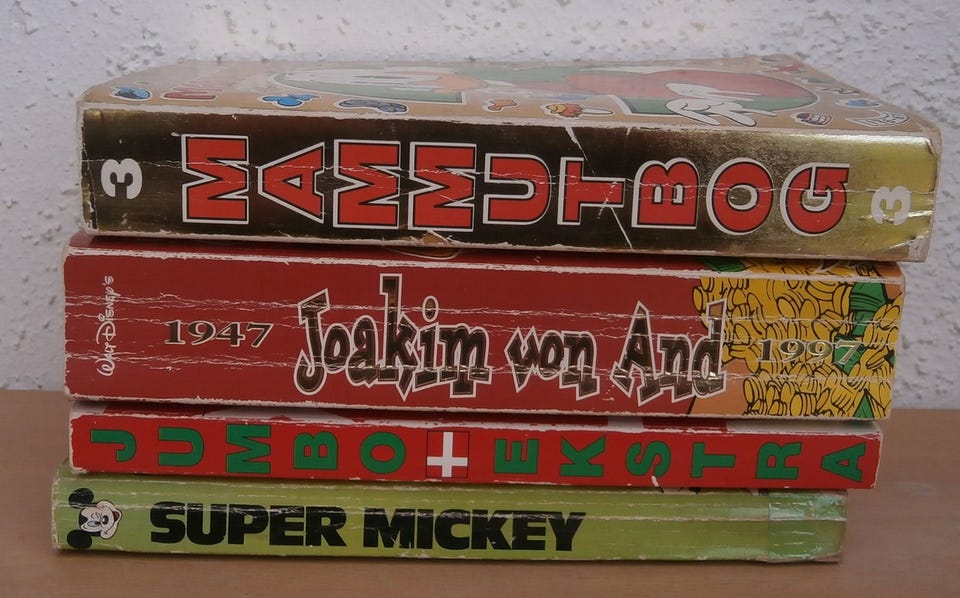 3 MAMMUTBOG 3
WALT DISNEY'S 1947 Joakim von And 1997
JUMBO EKSTRA
SUPER MICKEY